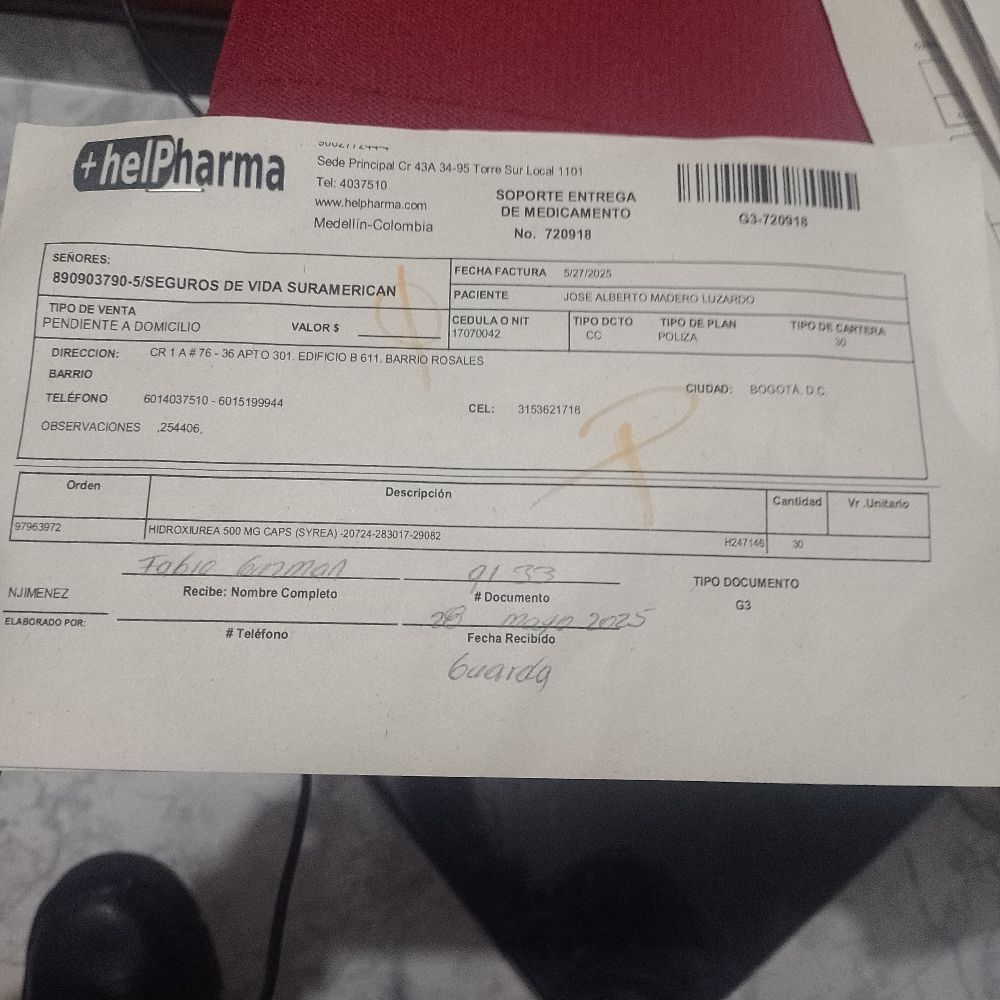 +helPharma
Sede Principal Cr 43A 34-95 Torre Sur Local 1101
Tel: 4037510
www.helpharma.com
Medellín-Colombia
SOPORTE ENTREGA
DE MEDICAMENTO
No. 720918
G3-720918
SEÑORES:
890903790-5/SEGUROS DE VIDA SURAMERICAN
FECHA FACTURA 5/27/2025
PACIENTE JOSE ALBERTO MADERO LUZARDO
TIPO DE VENTA
PENDIENTE A DOMICILIO
VALOR $
CEDULA O NIT
17070042
TIPO DCTO
CC
TIPO DE PLAN
POLIZA
TIPO DE CARTERA
30
DIRECCION: CR 1 A # 76 - 36 APTO 301, EDIFICIO B 611, BARRIO ROSALES
BARRIO
CIUDAD: BOGOTÁ, D.C.
TELÉFONO 6014037510 - 6015199944
CEL: 3153621718
OBSERVACIONES ,254406,
Orden Descripción Cantidad Vr .Unitario
97963972 HIDROXIUREA 500 MG CAPS (SYREA) -20724-283017-29082 H247146 30
Fabio Guzman 9133
Recibe: Nombre Completo # Documento
TIPO DOCUMENTO
G3
NJIMENEZ
ELABORADO POR:
28 mayo 2025
# Teléfono Fecha Recibido
Guarda